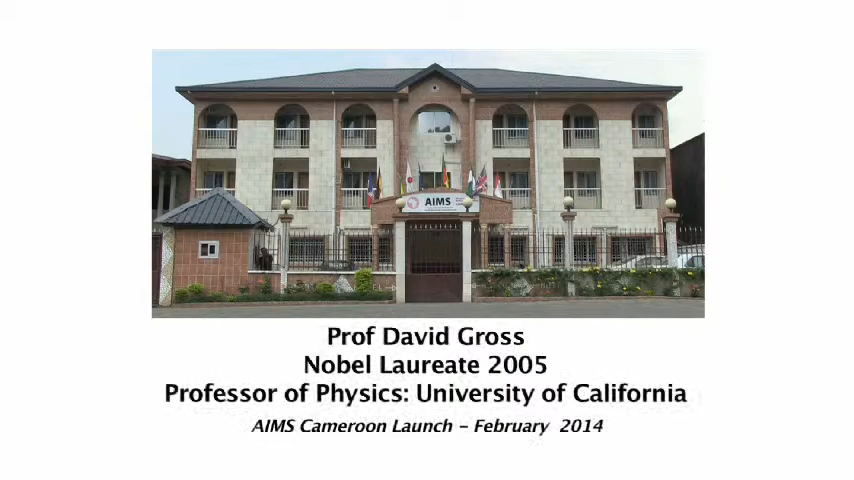 AIMS
Prof David Gross
Nobel Laureate 2005
Professor of Physics: University of California
AIMS Cameroon Launch – February 2014